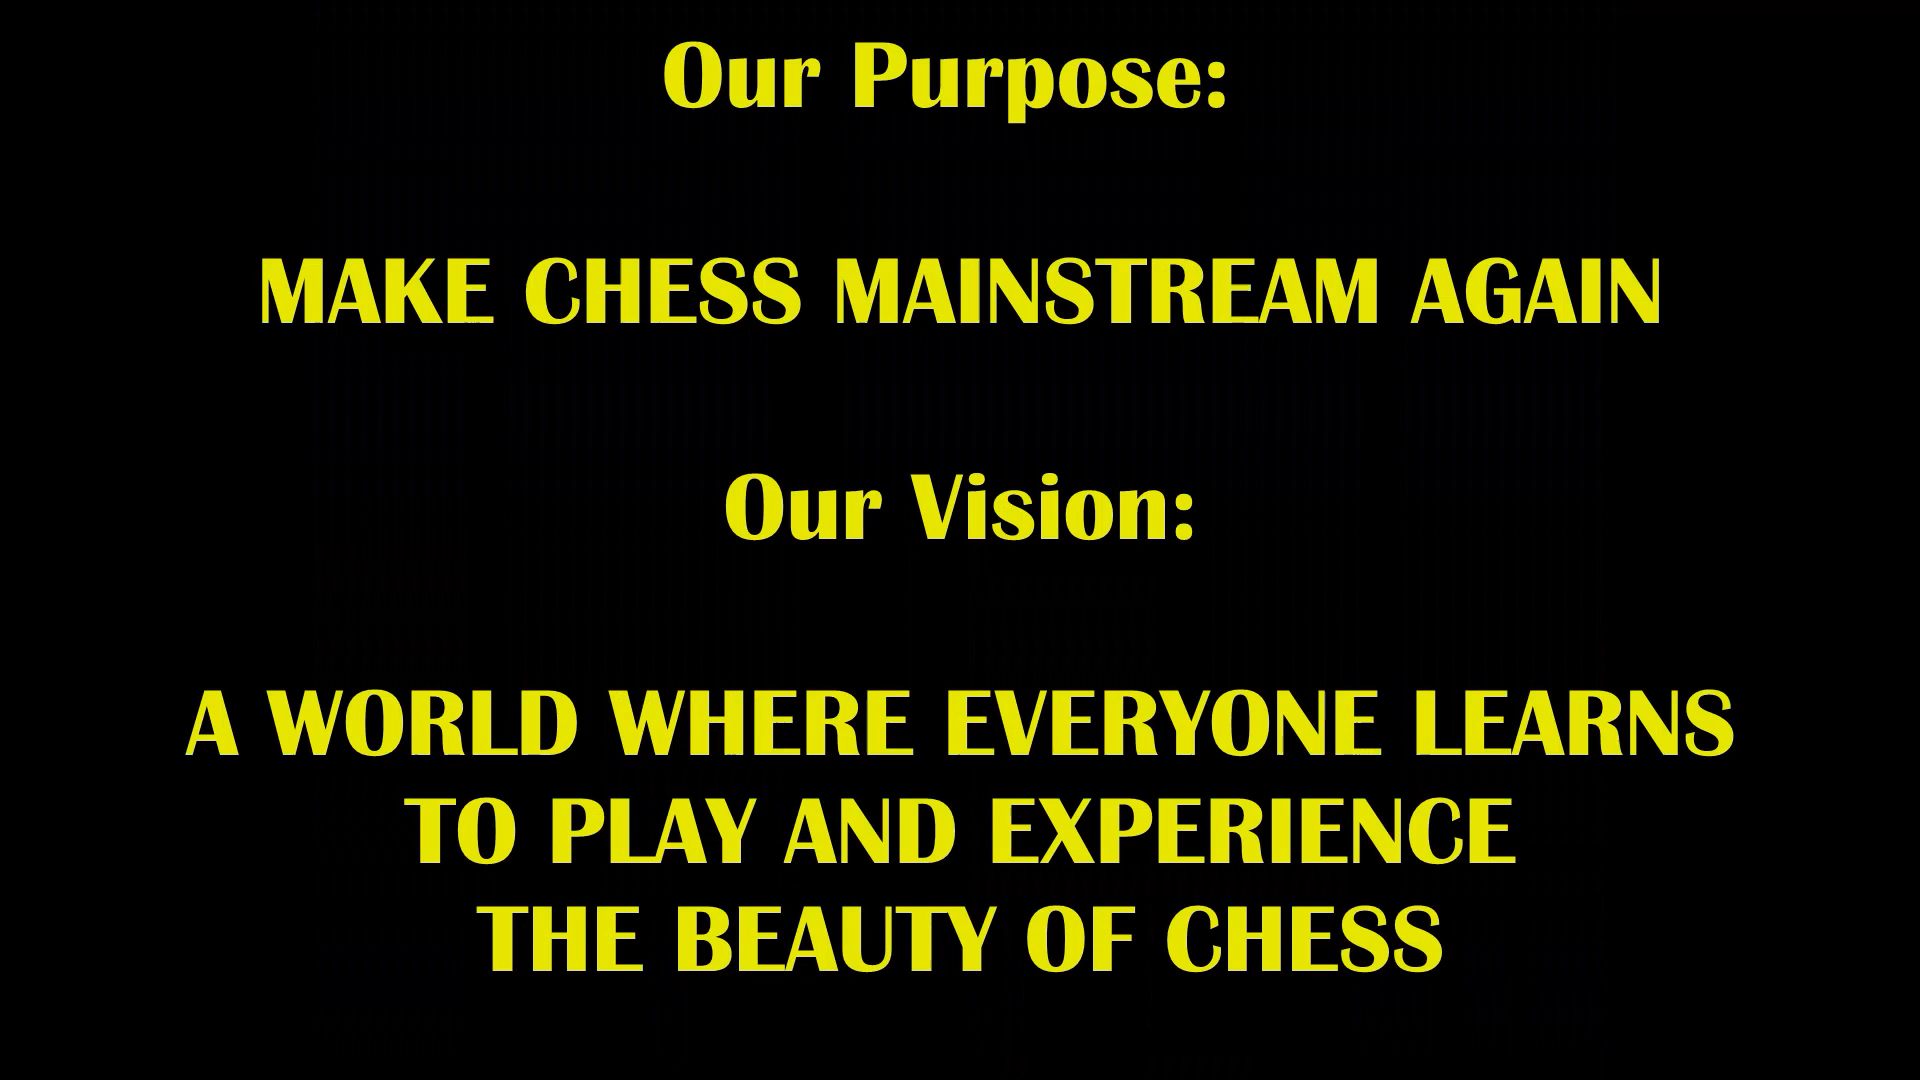 Our Purpose:
MAKE CHESS MAINSTREAM AGAIN
Our Vision:
A WORLD WHERE EVERYONE LEARNS
TO PLAY AND EXPERIENCE
THE BEAUTY OF CHESS